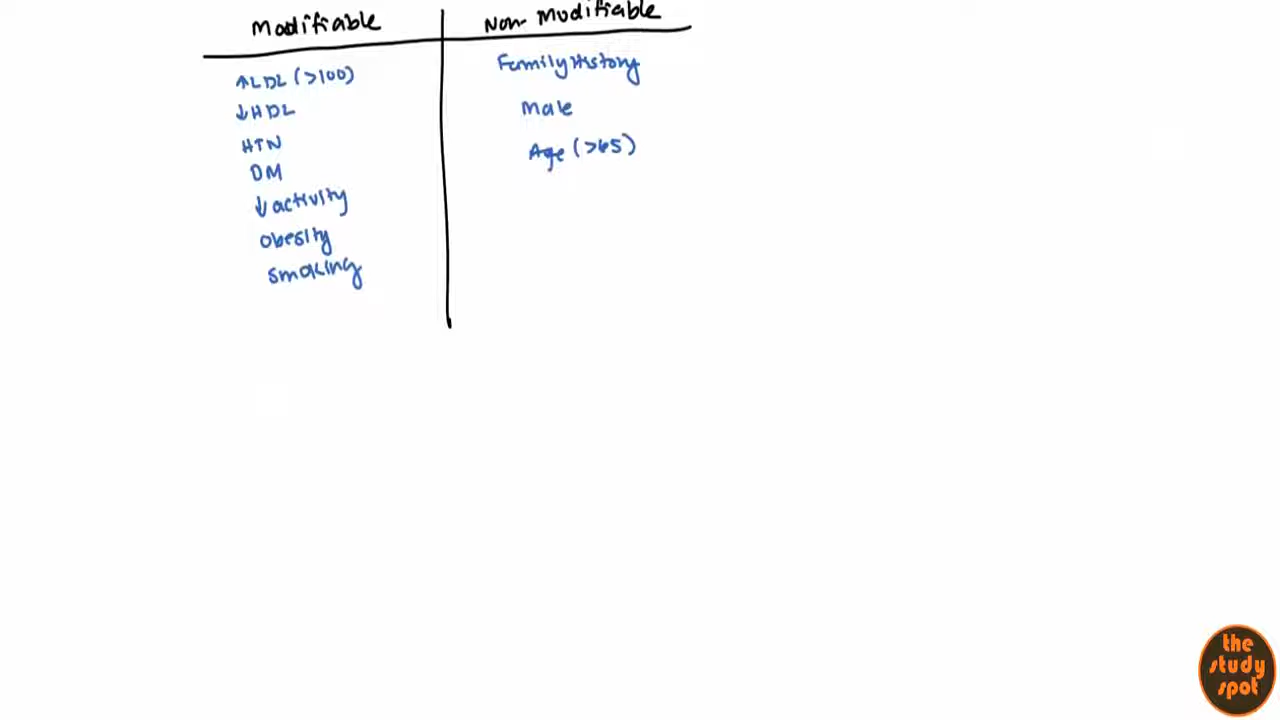 Modifiable
Non Modifiable
↑LDL (>100)
↓HDL
HTN
DM
↓activity
obesity
smoking
Family History
Male
Age (>65)
the
study
spot